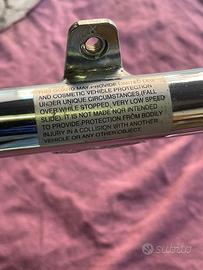 THIS GUARD MAY PROVIDE LIMITED LEG
AND COSMETIC VEHICLE PROTECTION
UNDER UNIQUE CIRCUMSTANCES (FALL
OVER WHILE STOPPED, VERY LOW SPEED
SLIDE). IT IS NOT MADE NOR INTENDED
TO PROVIDE PROTECTION FROM BODILY
INJURY IN A COLLISION WITH ANOTHER
VEHICLE OR ANY OTHER OBJECT.
subito